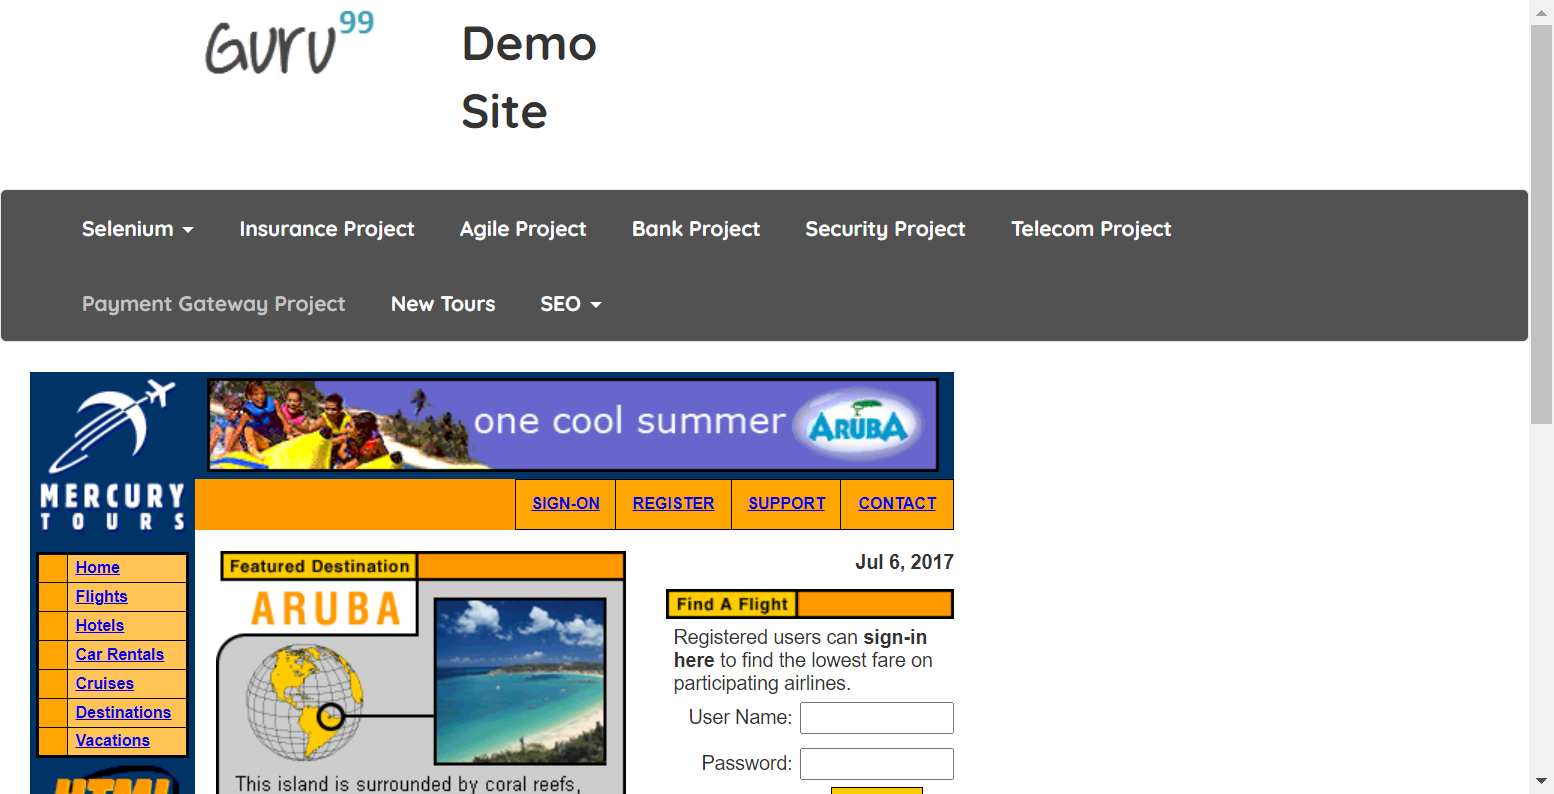 Guru99
Demo
Site
Selenium Insurance Project Agile Project Bank Project Security Project Telecom Project
Payment Gateway Project New Tours SEO
one cool summer ARUBA
MERCURY
TOURS
SIGN-ON REGISTER SUPPORT CONTACT
Home
Flights
Hotels
Car Rentals
Cruises
Destinations
Vacations
HTML
Featured Destination
ARUBA
This island is surrounded by coral reefs,
Jul 6, 2017
Find A Flight
Registered users can sign-in
here to find the lowest fare on
participating airlines.
User Name:
Password: